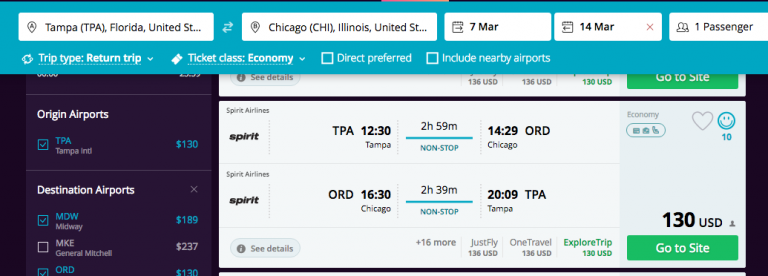 Tampa (TPA), Florida, United St...
Chicago (CHI), Illinois, United St...
7 Mar
14 Mar
1 Passenger
Trip type: Return trip
Ticket class: Economy
Direct preferred
Include nearby airports
See details
136 USD
136 USD
130 USD
Go to Site
Origin Airports
TPA $130
Tampa Intl
Destination Airports
MDW $189
Midway
MKE $237
General Mitchell
ORD $130
Spirit Airlines
spirit
TPA 12:30 2h 59m 14:29 ORD
Tampa NON-STOP Chicago
Spirit Airlines
spirit
ORD 16:30 2h 39m 20:09 TPA
Chicago NON-STOP Tampa
See details
+16 more JustFly OneTravel ExploreTrip
136 USD 136 USD 130 USD
Economy
10
130 USD
Go to Site